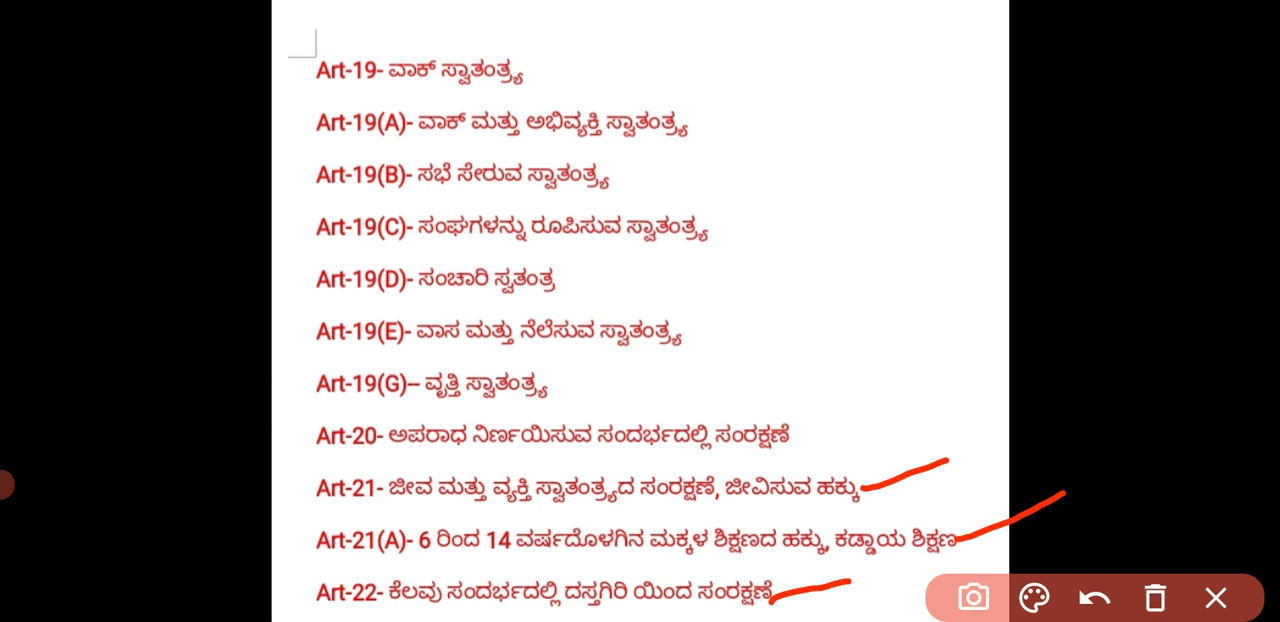 Art-19- ವಾಕ್ ಸ್ವಾತಂತ್ರ್ಯ
Art-19(A)- ವಾಕ್ ಮತ್ತು ಅಭಿವ್ಯಕ್ತಿ ಸ್ವಾತಂತ್ರ್ಯ
Art-19(B)- ಸಭೆ ಸೇರುವ ಸ್ವಾತಂತ್ರ್ಯ
Art-19(C)- ಸಂಘಗಳನ್ನು ರೂಪಿಸುವ ಸ್ವಾತಂತ್ರ್ಯ
Art-19(D)- ಸಂಚಾರಿ ಸ್ವತಂತ್ರ
Art-19(E)- ವಾಸ ಮತ್ತು ನೆಲೆಸುವ ಸ್ವಾತಂತ್ರ್ಯ
Art-19(G)-- ವೃತ್ತಿ ಸ್ವಾತಂತ್ರ್ಯ
Art-20- ಅಪರಾಧ ನಿರ್ಣಯಿಸುವ ಸಂದರ್ಭದಲ್ಲಿ ಸಂರಕ್ಷಣೆ
Art-21- ಜೀವ ಮತ್ತು ವ್ಯಕ್ತಿ ಸ್ವಾತಂತ್ರ್ಯದ ಸಂರಕ್ಷಣೆ, ಜೀವಿಸುವ ಹಕ್ಕು
Art-21(A)- 6 ರಿಂದ 14 ವರ್ಷದೊಳಗಿನ ಮಕ್ಕಳ ಶಿಕ್ಷಣದ ಹಕ್ಕು, ಕಡ್ಡಾಯ ಶಿಕ್ಷಣ
Art-22- ಕೆಲವು ಸಂದರ್ಭದಲ್ಲಿ ದಸ್ತಗಿರಿ ಯಿಂದ ಸಂರಕ್ಷಣೆ